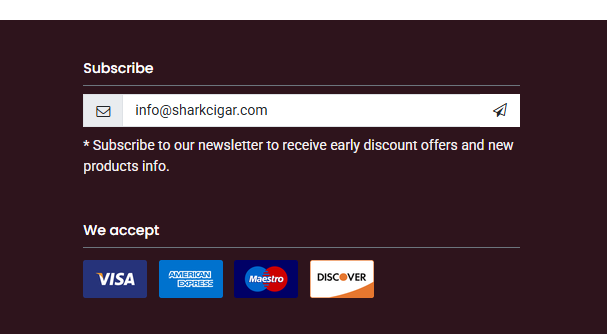 Subscribe
info@sharkcigar.com
* Subscribe to our newsletter to receive early discount offers and new
products info.
We accept
VISA
AMERICAN
EXPRESS
Maestro
DISCOVER